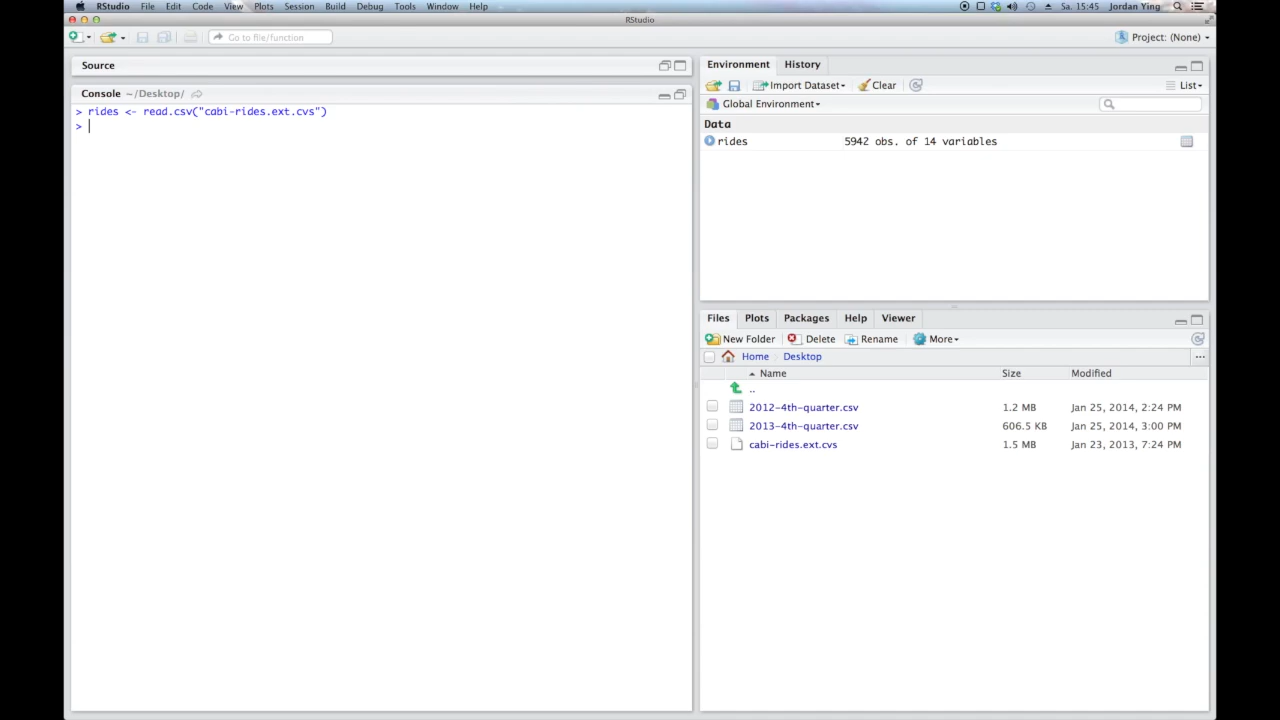 RStudio File Edit Code View Plots Session Build Debug Tools Window Help Sa. 15:45 Jordan Ying
RStudio
Go to file/function Project: (None)
Source
Console ~/Desktop/
> rides <- read.csv("cabi-rides.ext.cvs")
>
Environment History
Import Dataset Clear List
Global Environment
Data
rides 5942 obs. of 14 variables
Files Plots Packages Help Viewer
New Folder Delete Rename More
Home Desktop ...
Name Size Modified
..
2012-4th-quarter.csv 1.2 MB Jan 25, 2014, 2:24 PM
2013-4th-quarter.csv 606.5 KB Jan 25, 2014, 3:00 PM
cabi-rides.ext.cvs 1.5 MB Jan 23, 2013, 7:24 PM